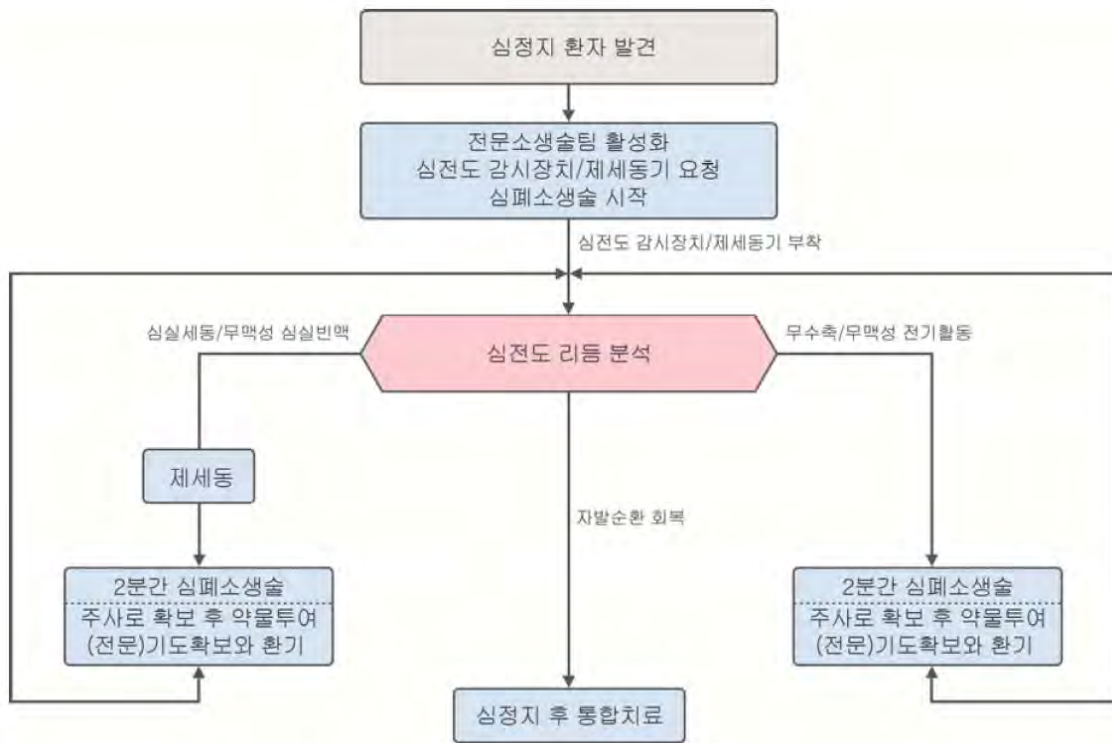 심정지 환자 발견
전문소생술팀 활성화
심전도 감시장치/제세동기 요청
심폐소생술 시작
심전도 감시장치/제세동기 부착
심실세동/무맥성 심실빈맥
심전도 리듬 분석
무수축/무맥성 전기활동
제세동
자발순환 회복
2분간 심폐소생술
주사로 확보 후 약물투여
(전문)기도확보와 환기
2분간 심폐소생술
주사로 확보 후 약물투여
(전문)기도확보와 환기
심정지 후 통합치료